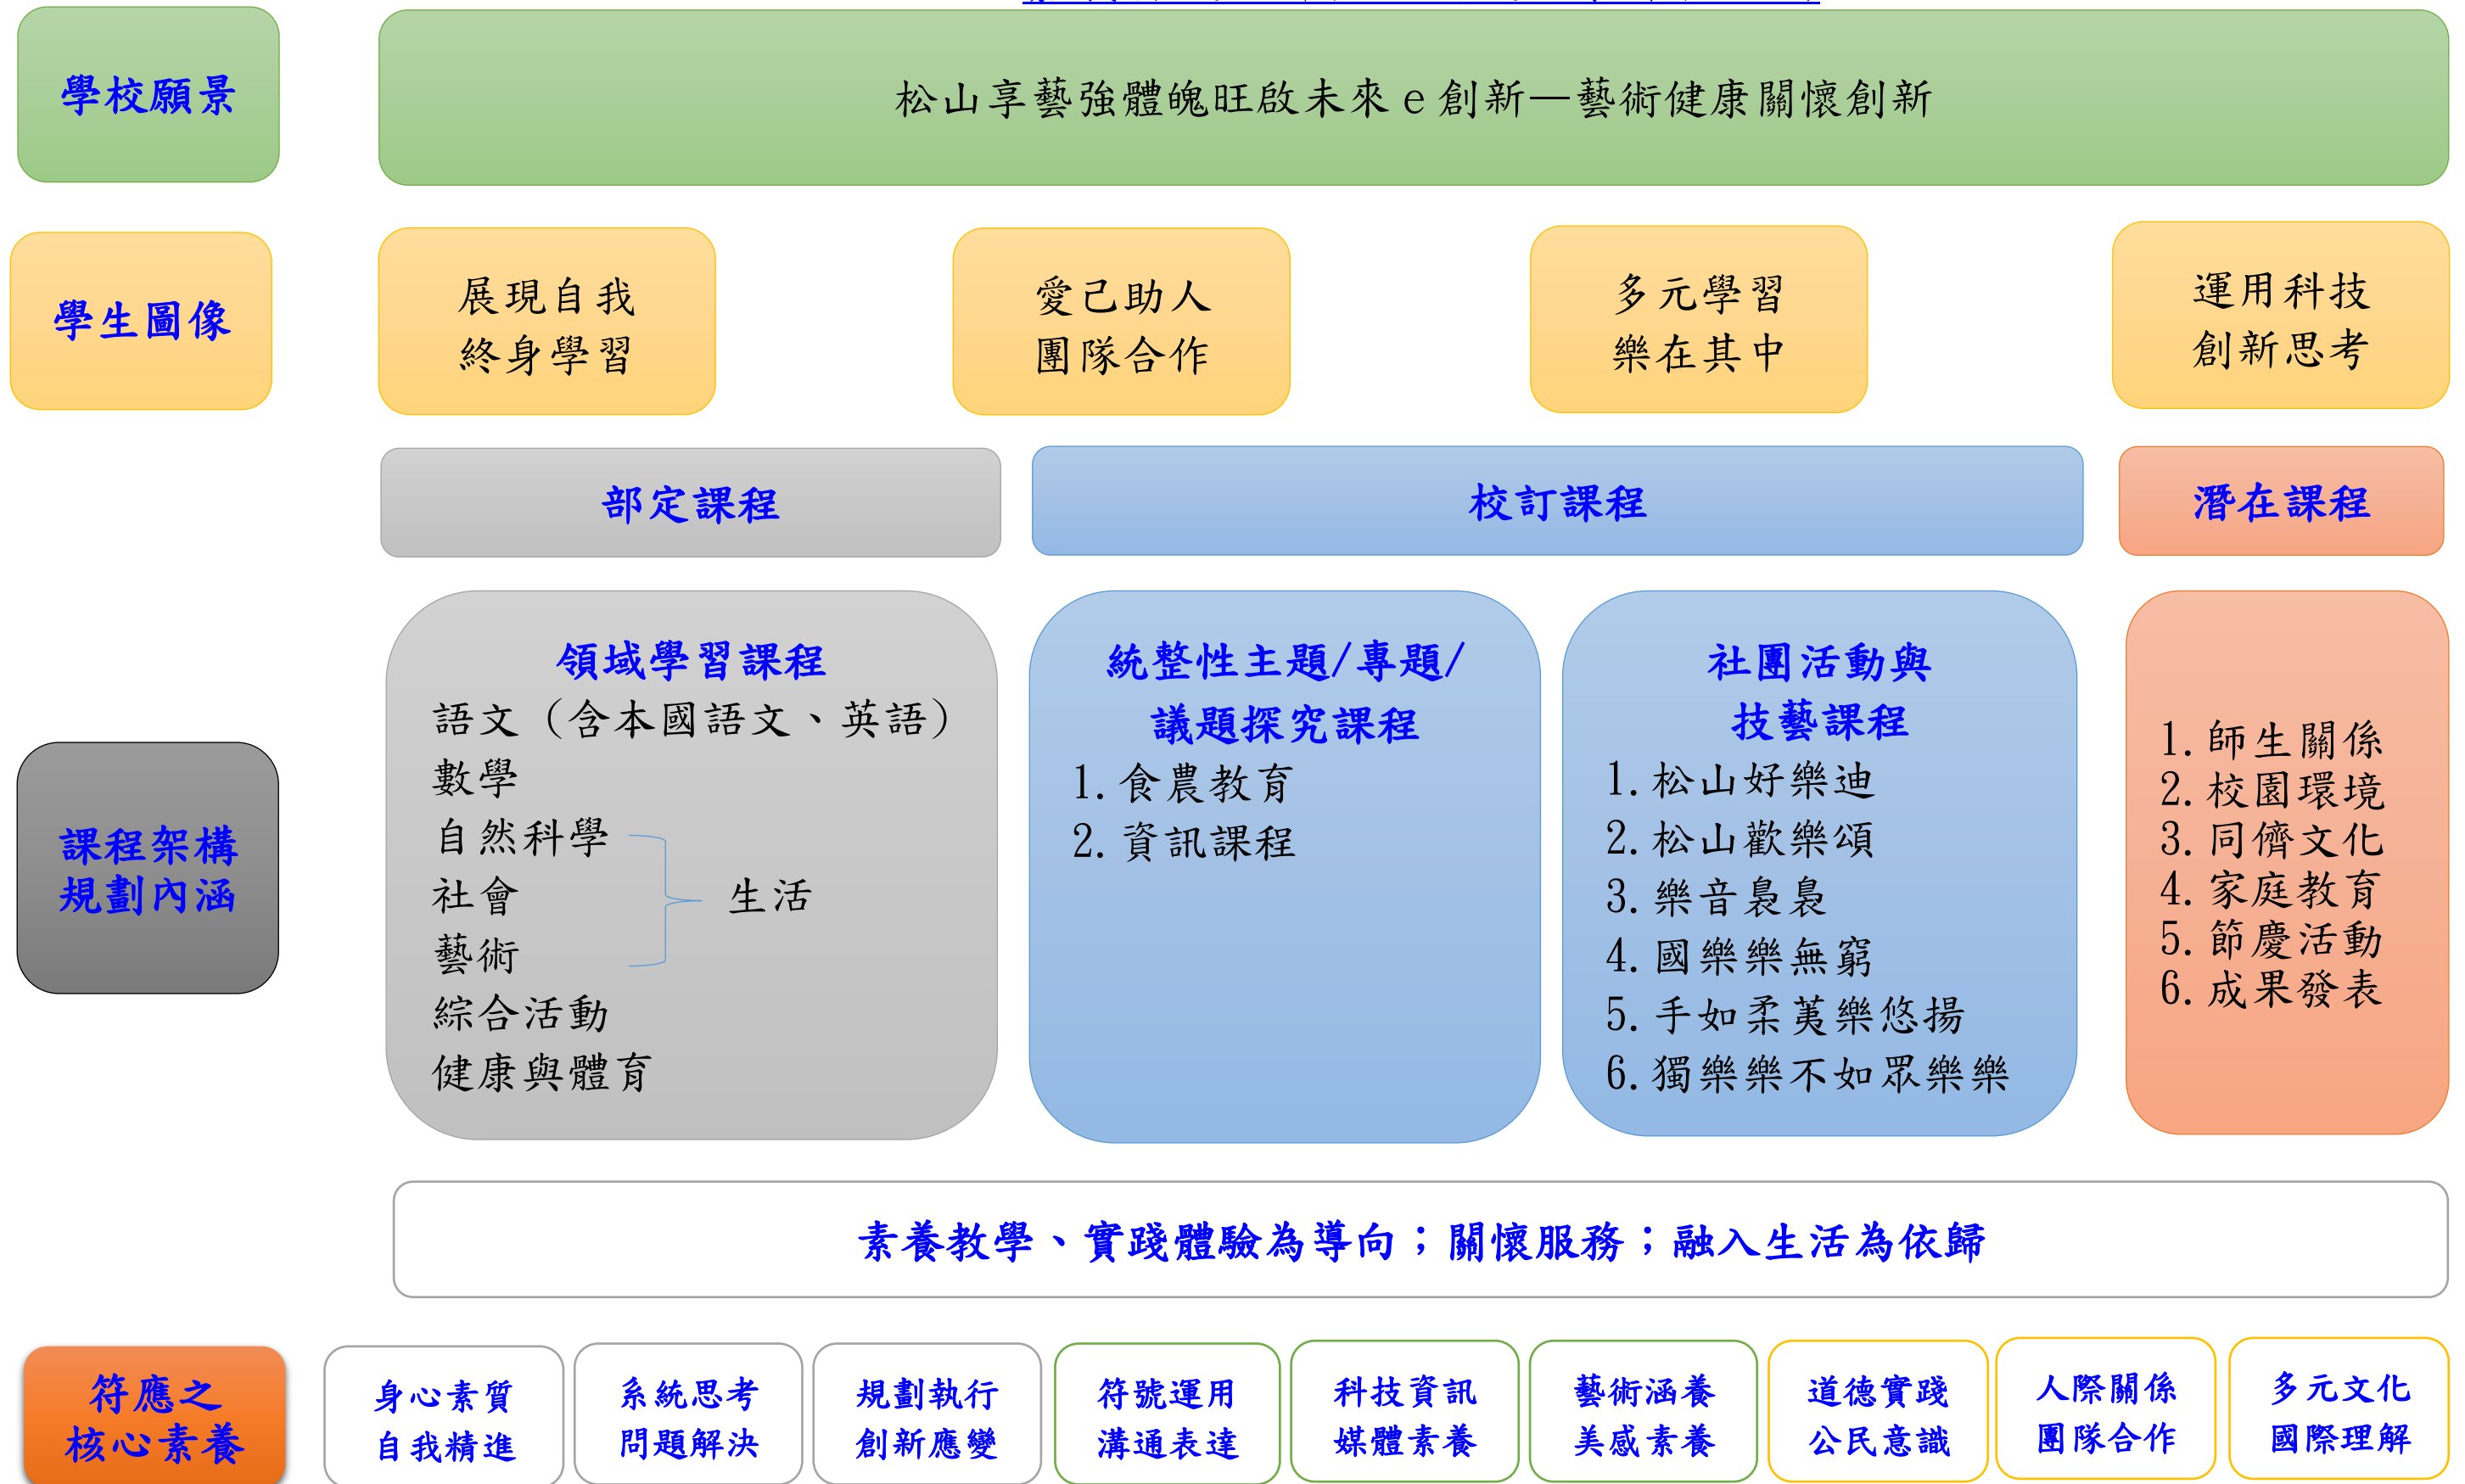 學校願景
松山享藝強體魄旺啟未來e創新—藝術健康關懷創新
學生圖像
展現自我
終身學習
愛己助人
團隊合作
多元學習
樂在其中
運用科技
創新思考
部定課程
校訂課程
潛在課程
課程架構
規劃內涵
領域學習課程
語文（含本國語文、英語）
數學
自然科學
社會
藝術
生活
綜合活動
健康與體育
統整性主題/專題/
議題探究課程
1.食農教育
2.資訊課程
社團活動與
技藝課程
1.松山好樂迪
2.松山歡樂頌
3.樂音裊裊
4.國樂樂無窮
5.手如柔荑樂悠揚
6.獨樂樂不如眾樂樂
1.師生關係
2.校園環境
3.同儕文化
4.家庭教育
5.節慶活動
6.成果發表
素養教學、實踐體驗為導向；關懷服務；融入生活為依歸
符應之
核心素養
身心素質
自我精進
系統思考
問題解決
規劃執行
創新應變
符號運用
溝通表達
科技資訊
媒體素養
藝術涵養
美感素養
道德實踐
公民意識
人際關係
團隊合作
多元文化
國際理解